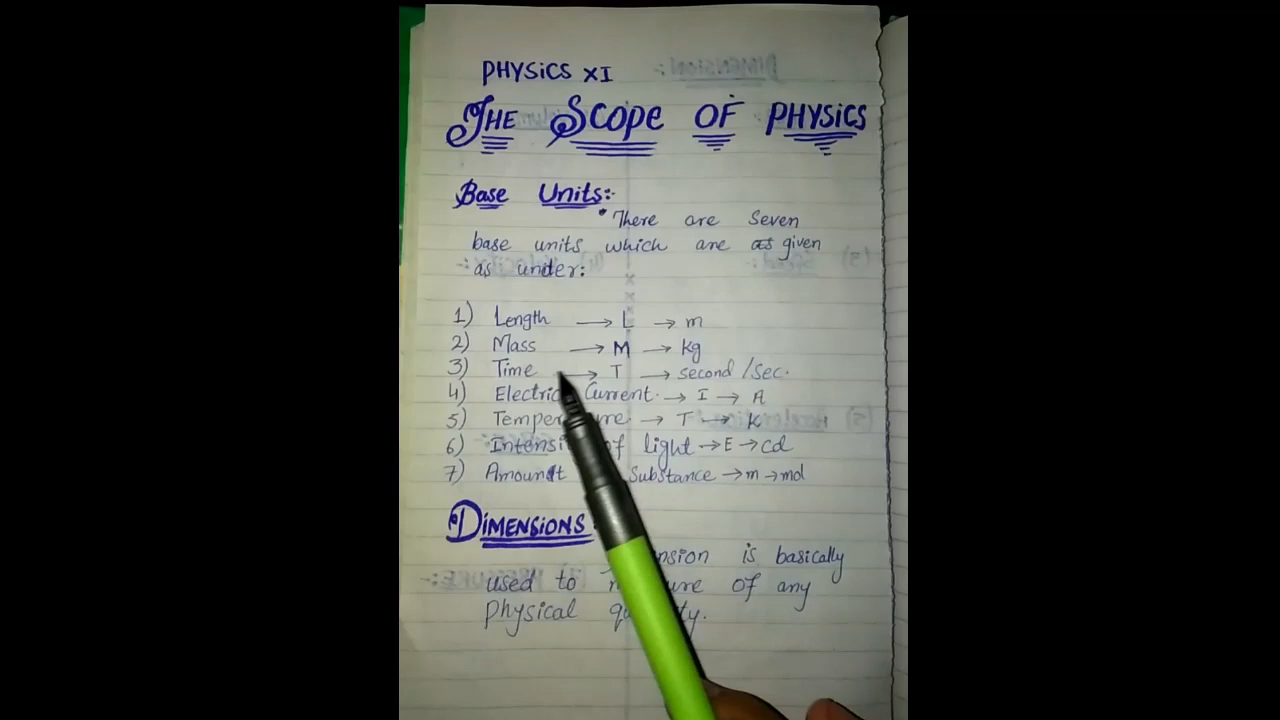 PHYSICS XI
THE SCOPE OF PHYSICS
Base Units:-
There are Seven
base units which are as given
as under:
1) Length → L → m
2) Mass → M → kg
3) Time → T → second /Sec.
4) Electric Current. → I → A
5) → T → k
6) of light → E → cd
7) Amount Substance → m → mol
DIMENSIONS
is basically
used to of any
Physical